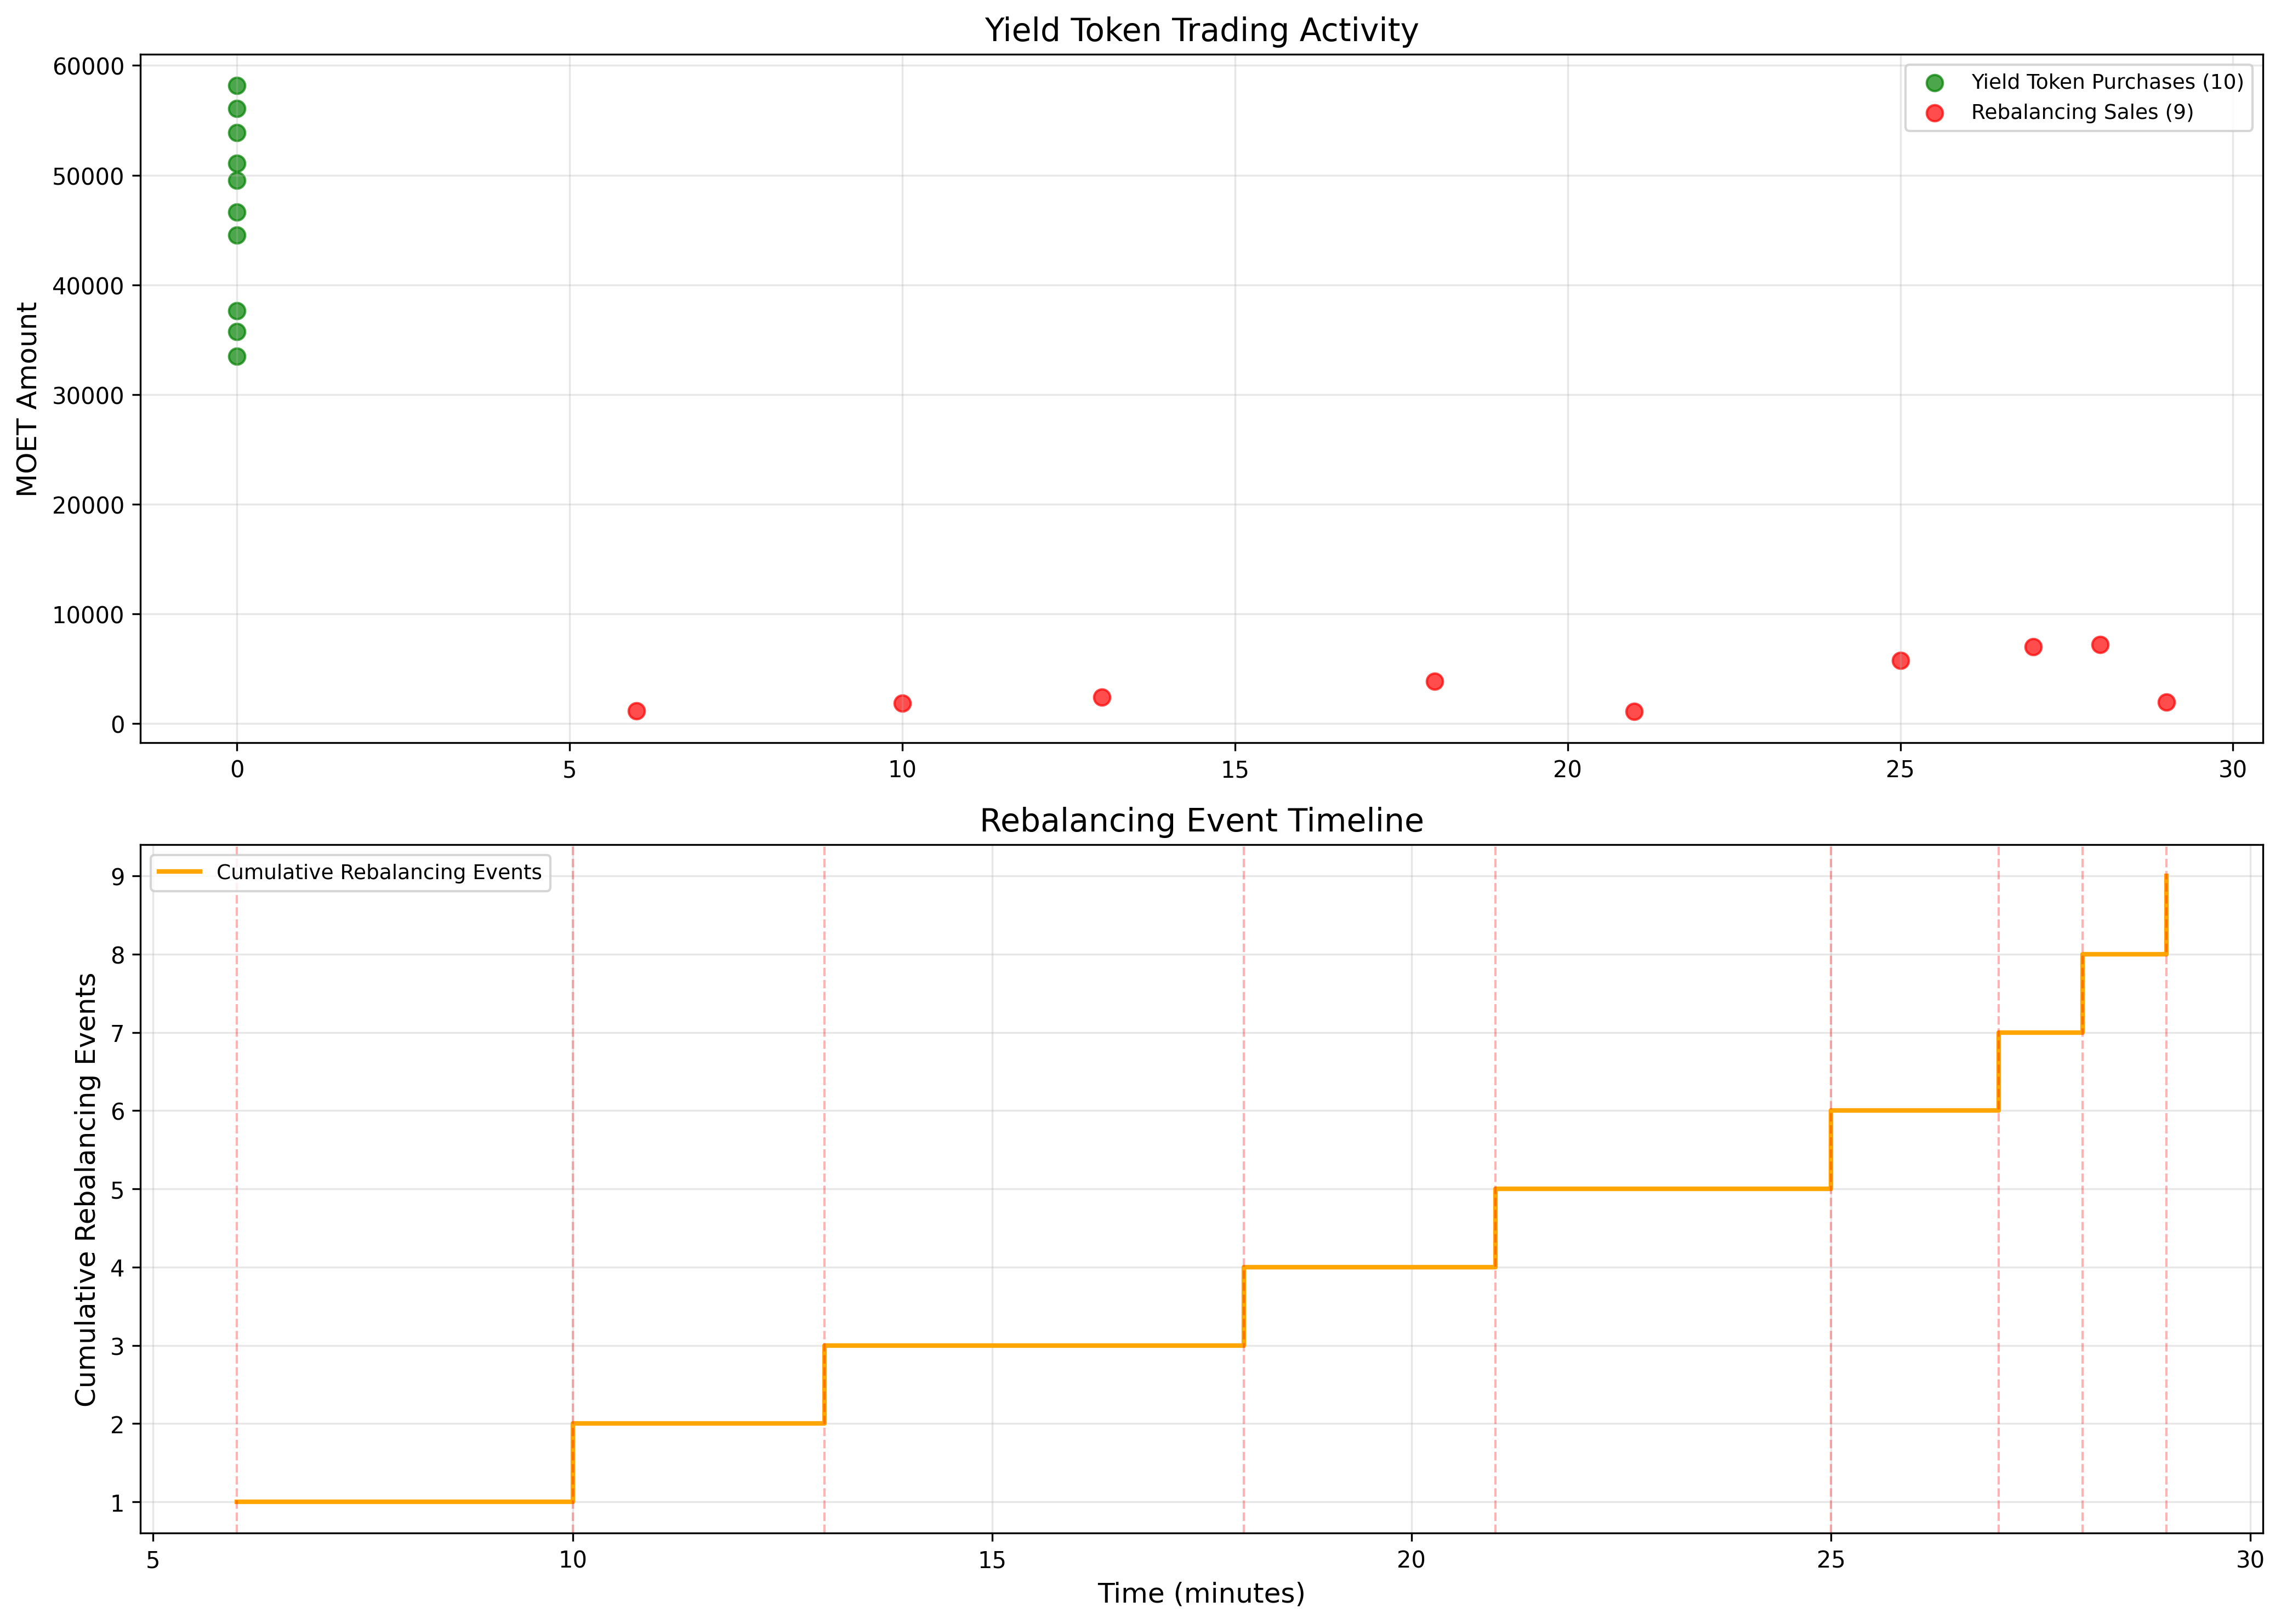 Yield Token Trading Activity
MOET Amount
60000
50000
40000
30000
20000
10000
0
Yield Token Purchases (10)
Rebalancing Sales (9)
0 5 10 15 20 25 30
Rebalancing Event Timeline
Cumulative Rebalancing Events
9
8
7
6
5
4
3
2
1
Cumulative Rebalancing Events
5 10 15 20 25 30
Time (minutes)